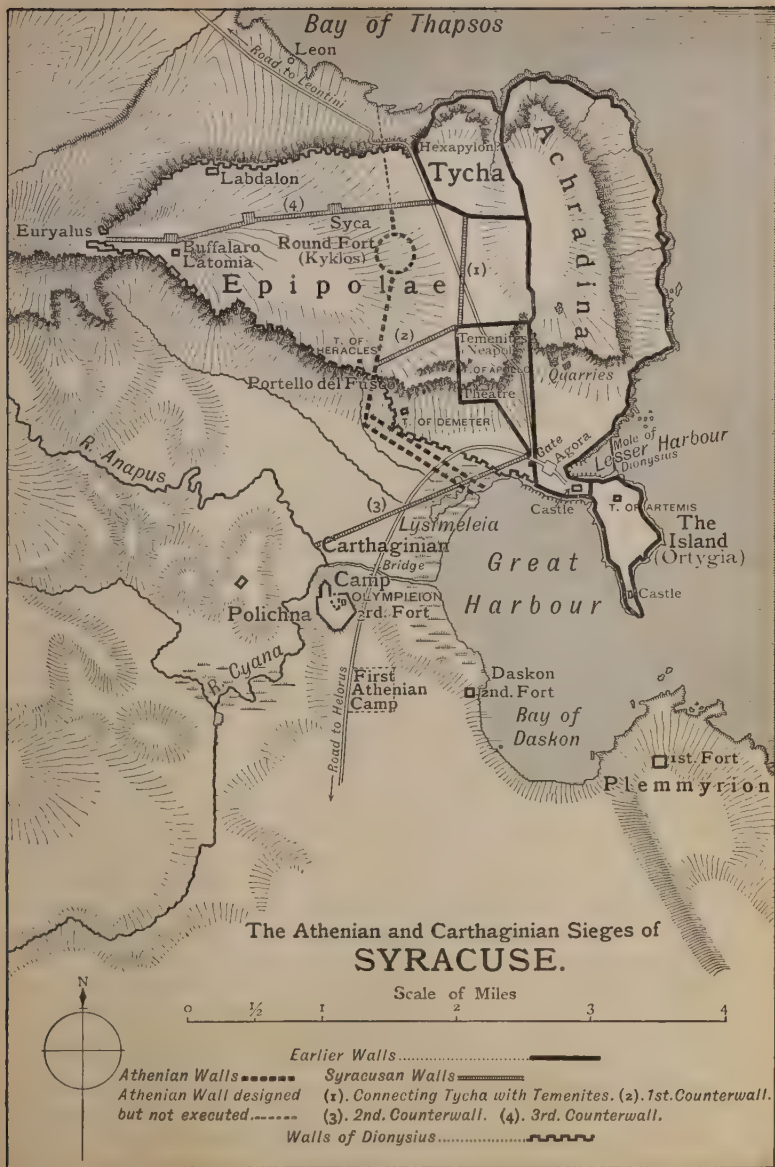 Bay of Thapsos
Leon
Road to Leontini
Hexapylon?
Tycha
Achradina
Labdalon
(4)
Syca
Euryalus
Buffalaro
Latomia
Round Fort
(Kyklos)
(1)
Epipolae
(2)
T. OF
HERACLES
Temenites
Neapo
T. OF APOLLO
Quarries
Portello del Fusco
Theatre
T. OF DEMETER
Gate
Agora
Mole of
Lesser Harbour
Dionysius
R. Anapus
(3)
Castle
T. OF ARTEMIS
Lysimeleia
The
Island
(Ortygia)
Carthaginian
Bridge
Great
Harbour
Camp
OLYMPIEION
3rd. Fort
Castle
Polichna
R. Cyana
First
Athenian
Camp
Road to Helorus
Daskon
2nd. Fort
Bay of
Daskon
1st. Fort
Plemmyrion
The Athenian and Carthaginian Sieges of
SYRACUSE.
Scale of Miles
N
0 ½ 1 2 3 4
Earlier Walls
Athenian Walls Syracusan Walls
Athenian Wall designed (1). Connecting Tycha with Temenites. (2). 1st. Counterwall.
but not executed (3). 2nd. Counterwall. (4). 3rd. Counterwall.
Walls of Dionysius